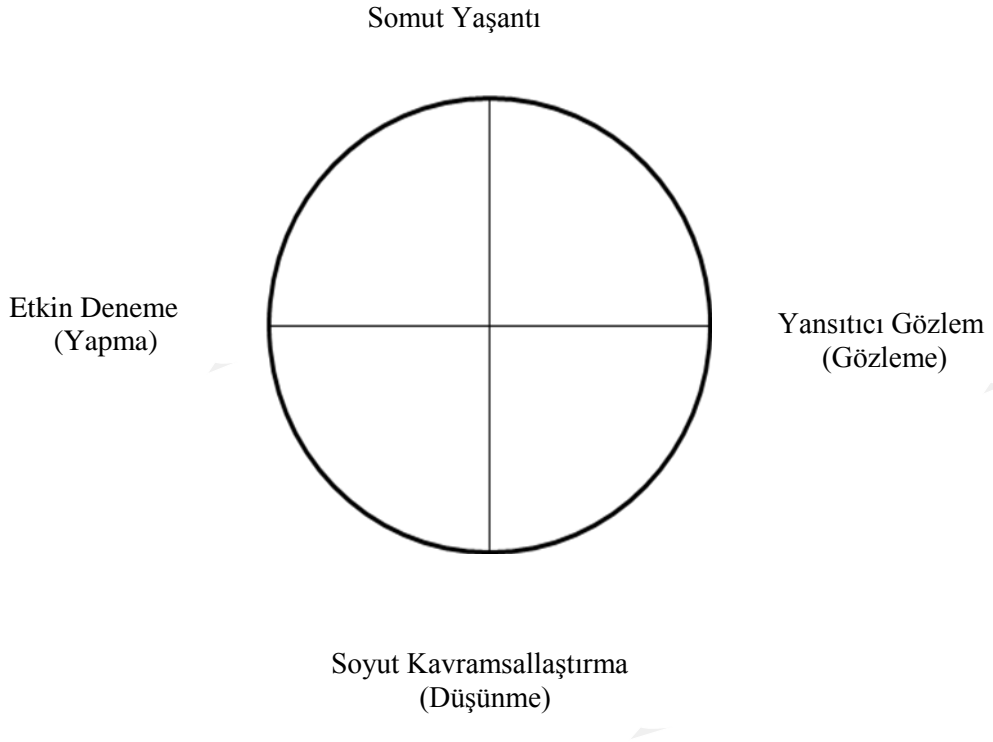 Somut Yaşantı
Etkin Deneme
(Yapma)
Yansıtıcı Gözlem
(Gözleme)
Soyut Kavramsallaştırma
(Düşünme)